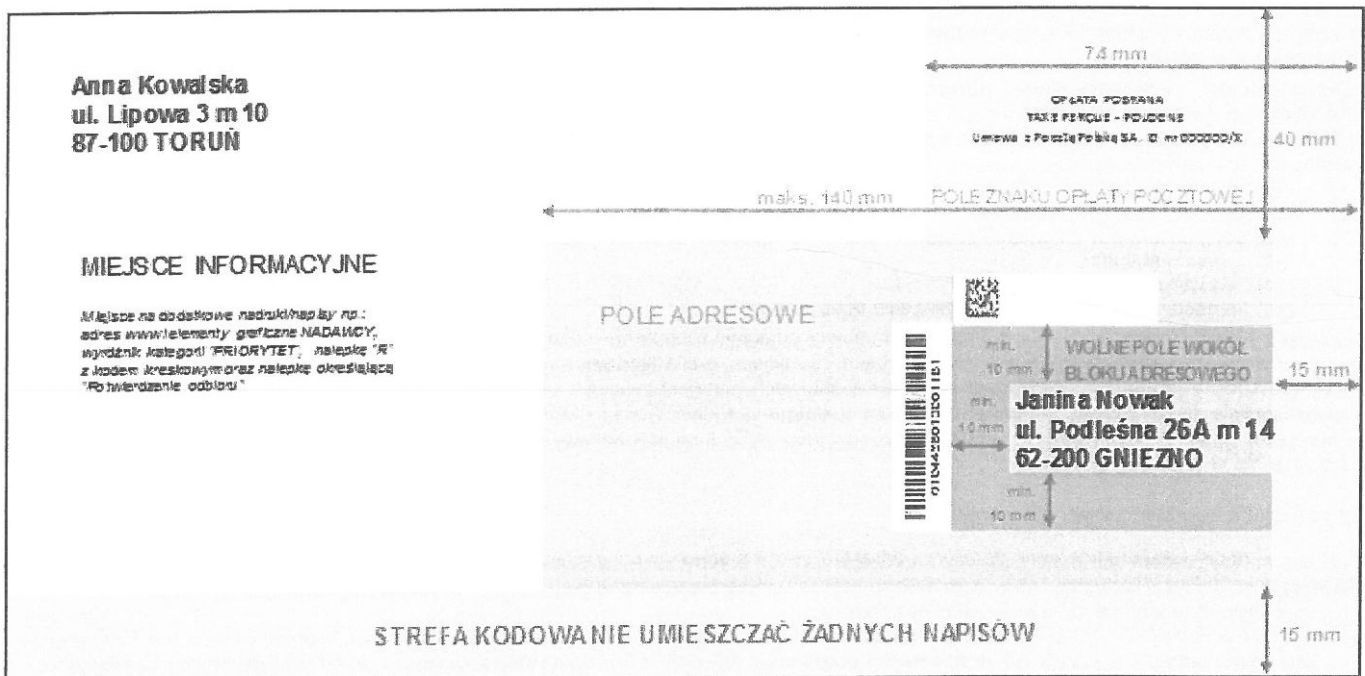 Anna Kowalska
ul. Lipowa 3 m 10
87-100 TORUŃ
74 mm
OPŁATA POBRANA
TAXE PERÇUE - POLOGNE
Umowa z Pocztą Polską S.A. ID nr 000000/X
40 mm
maks. 140 mm
POLE ZNAKU OPŁATY POCZTOWEJ
MIEJSCE INFORMACYJNE
Miejsce na dodatkowe nadruki/napisy np.:
adres www/elementy graficzne NADAWCY,
wyróżnik kategorii "PRIORYTET", nalepkę "R"
z kodem kreskowym oraz nalepkę określającą
"Potwierdzenie odbioru"
POLE ADRESOWE
min.
10 mm
WOLNE POLE WOKÓŁ
BLOKU ADRESOWEGO
15 mm
min.
10 mm
Janina Nowak
ul. Podleśna 26A m 14
62-200 GNIEZNO
min.
10 mm
STREFA KODOWANIE UMIESZCZAĆ ŻADNYCH NAPISÓW
15 mm